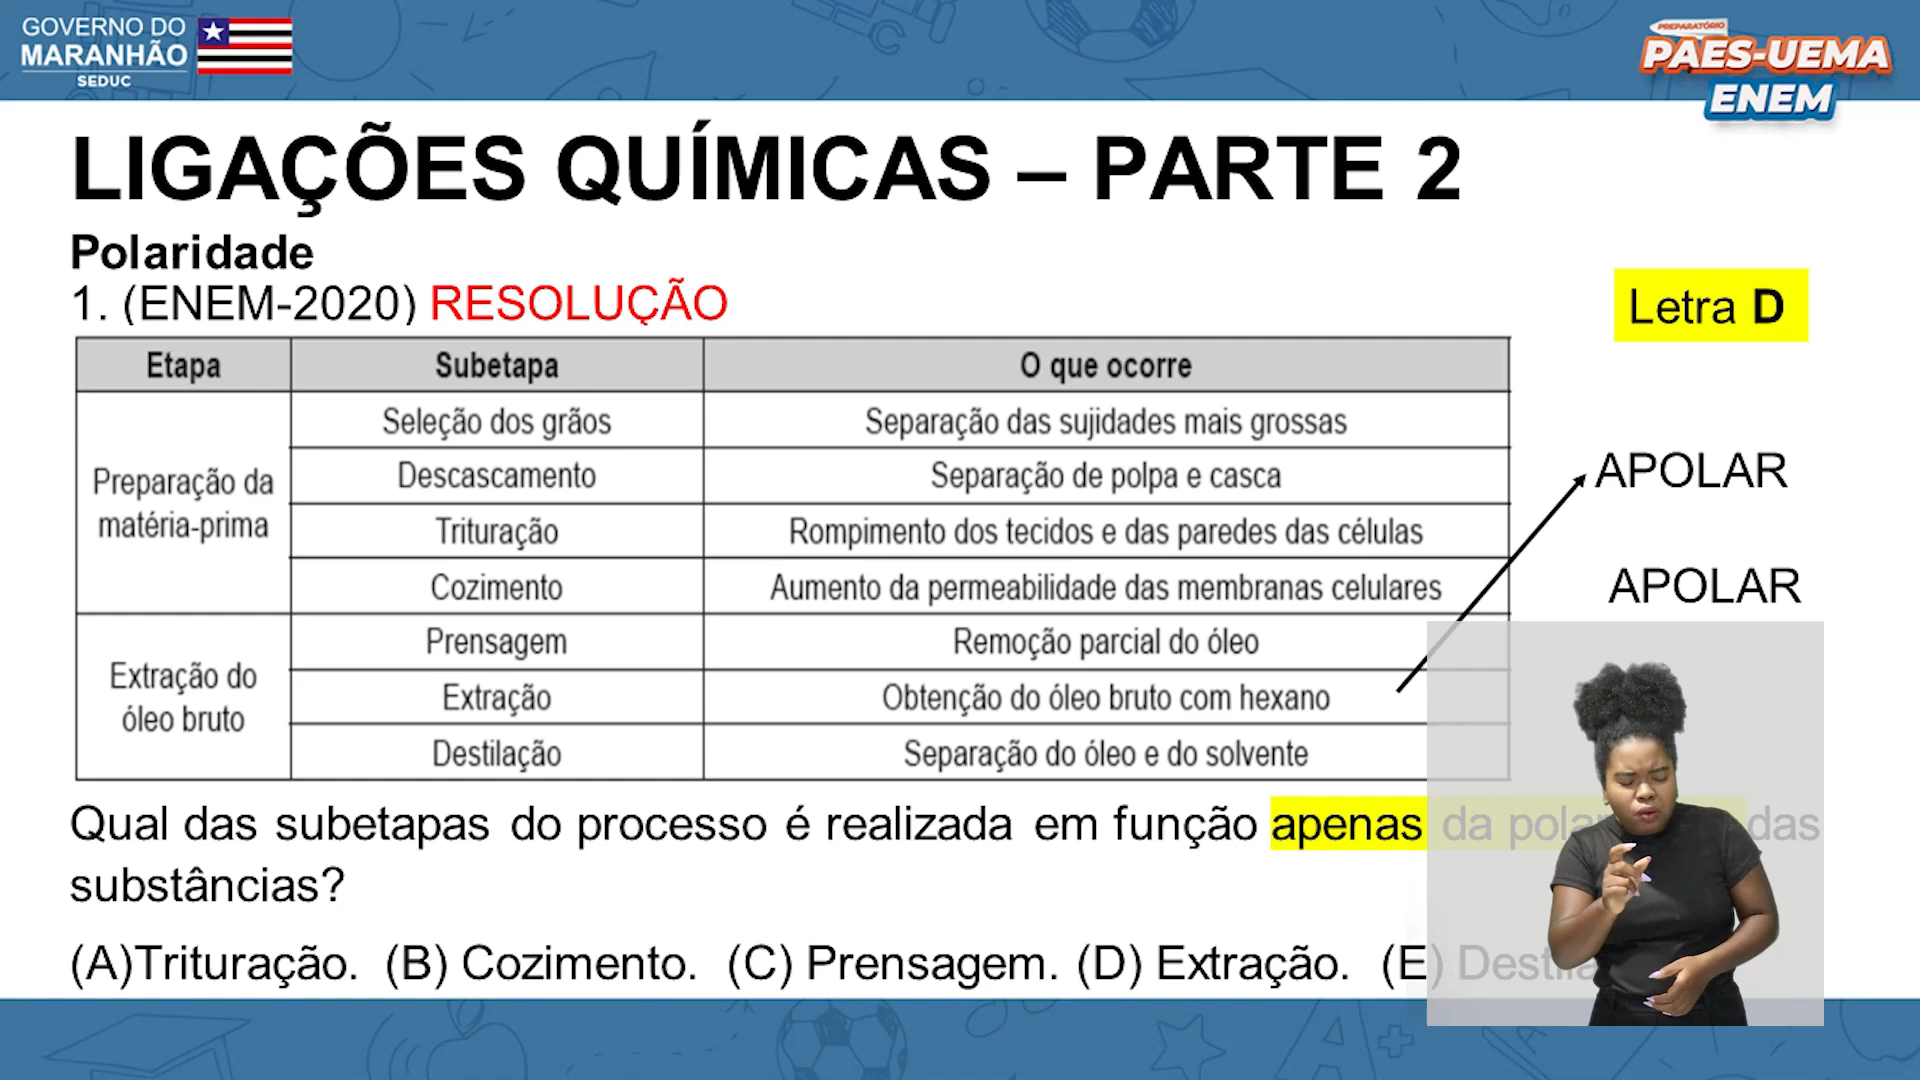 GOVERNO DO
MARANHÃO
SEDUC
PREPARATÓRIO
PAES-UEMA
ENEM
LIGAÇÕES QUÍMICAS – PARTE 2
Polaridade
1. (ENEM-2020) RESOLUÇÃO
Letra D
Etapa Subetapa O que ocorre
Preparação da matéria-prima
Seleção dos grãos Separação das sujidades mais grossas
Descascamento Separação de polpa e casca
Trituração Rompimento dos tecidos e das paredes das células
Cozimento Aumento da permeabilidade das membranas celulares
Extração do óleo bruto
Prensagem Remoção parcial do óleo
Extração Obtenção do óleo bruto com hexano
Destilação Separação do óleo e do solvente
APOLAR
APOLAR
Qual das subetapas do processo é realizada em função apenas da das
substâncias?
(A)Trituração. (B) Cozimento. (C) Prensagem. (D) Extração. (E)